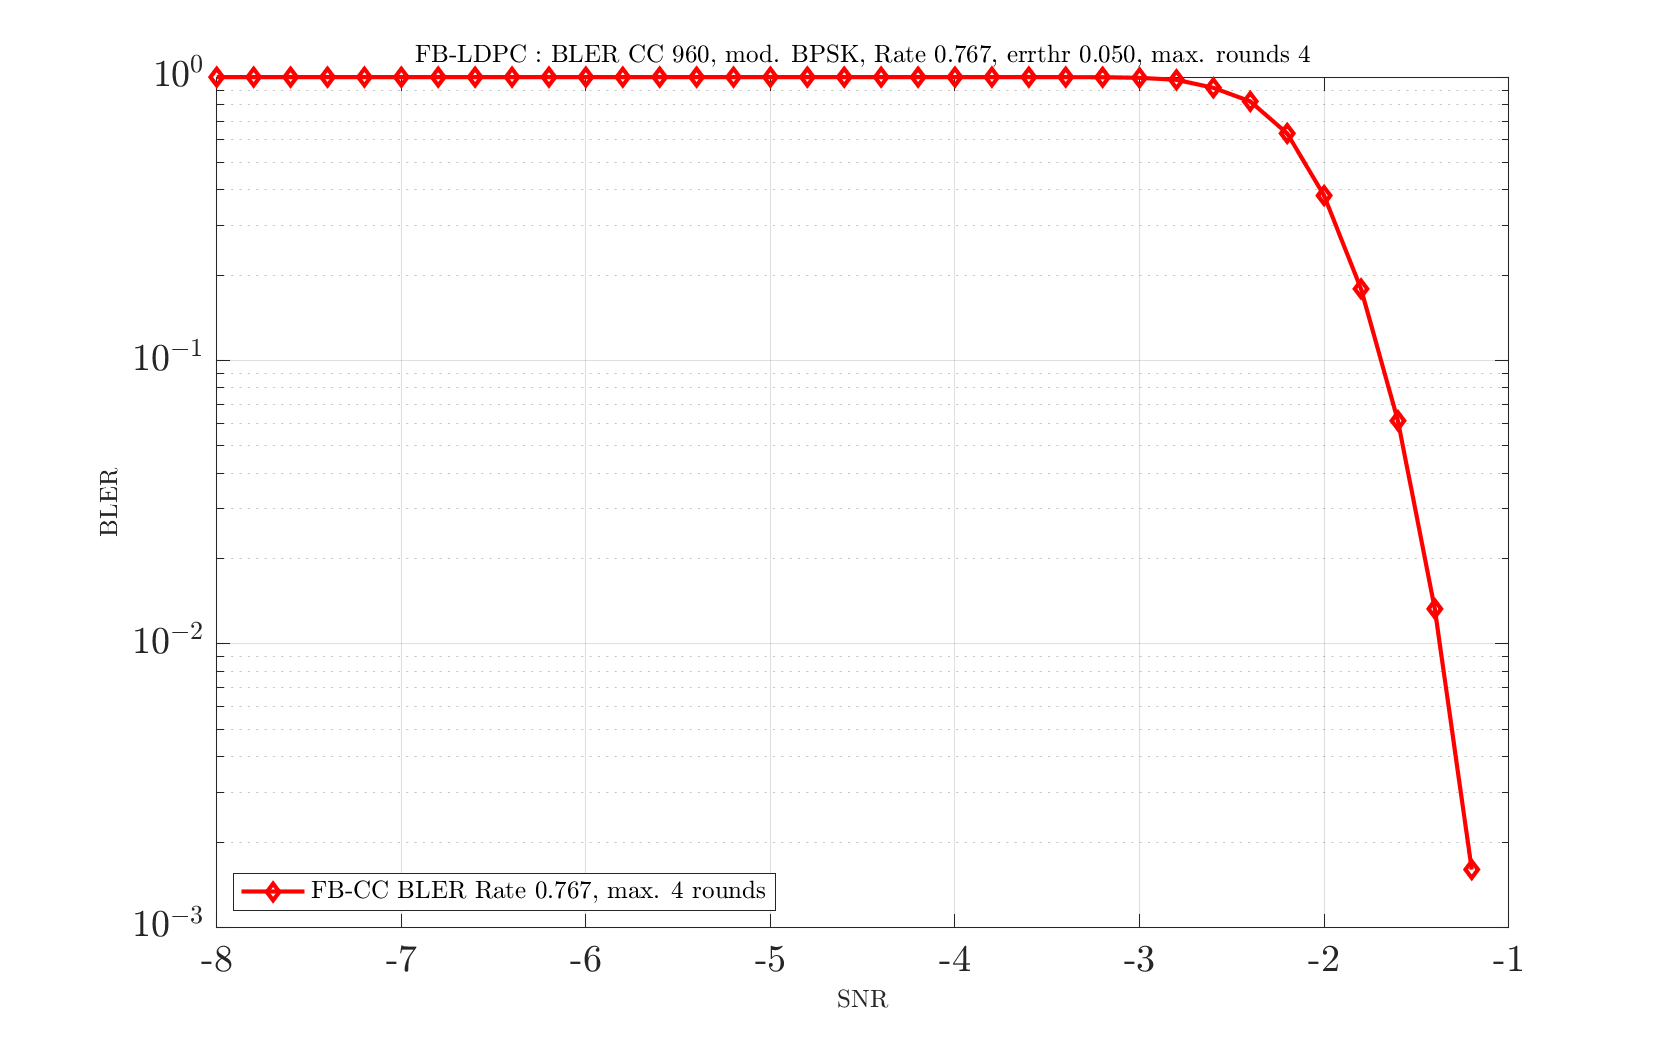 FB-LDPC : BLER CC 960, mod. BPSK, Rate 0.767, errthr 0.050, max. rounds 4
10^0
10^{-1}
10^{-2}
10^{-3}
BLER
FB-CC BLER Rate 0.767, max. 4 rounds
-8 -7 -6 -5 -4 -3 -2 -1
SNR